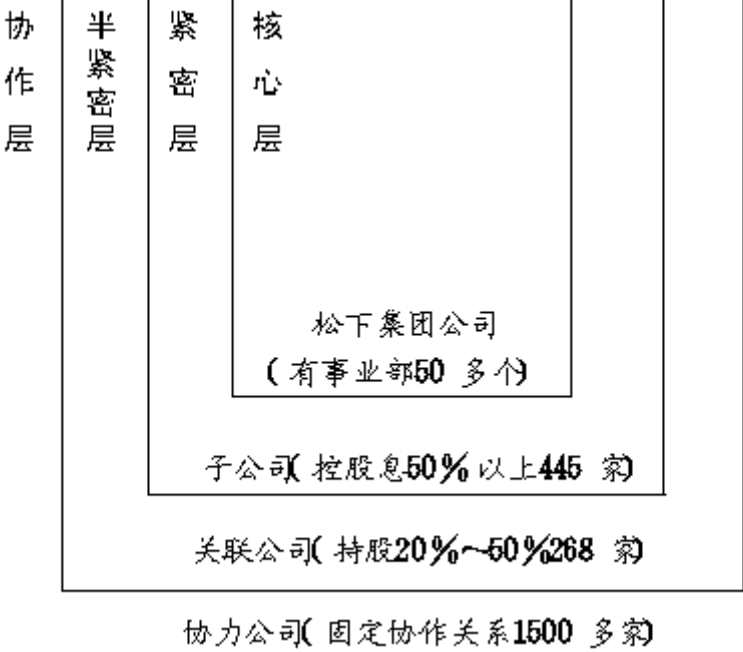 协作层
半紧密层
紧密层
核心层
松下集团公司
(有事业部50 多个)
子公司(控股息50%以上445 家)
关联公司(持股20%~50%268 家)
协力公司(固定协作关系1500 多家)